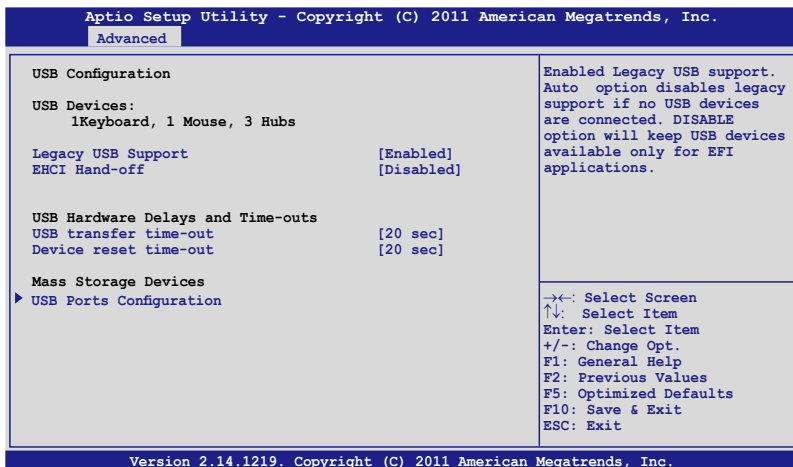 Aptio Setup Utility - Copyright (C) 2011 American Megatrends, Inc.
Advanced
USB Configuration
USB Devices:
1Keyboard, 1 Mouse, 3 Hubs
Legacy USB Support [Enabled]
EHCI Hand-off [Disabled]
USB Hardware Delays and Time-outs
USB transfer time-out [20 sec]
Device reset time-out [20 sec]
Mass Storage Devices
USB Ports Configuration
Enabled Legacy USB support.
Auto option disables legacy
support if no USB devices
are connected. DISABLE
option will keep USB devices
available only for EFI
applications.
→←: Select Screen
↑↓: Select Item
Enter: Select Item
+/-: Change Opt.
F1: General Help
F2: Previous Values
F5: Optimized Defaults
F10: Save & Exit
ESC: Exit
Version 2.14.1219. Copyright (C) 2011 American Megatrends, Inc.